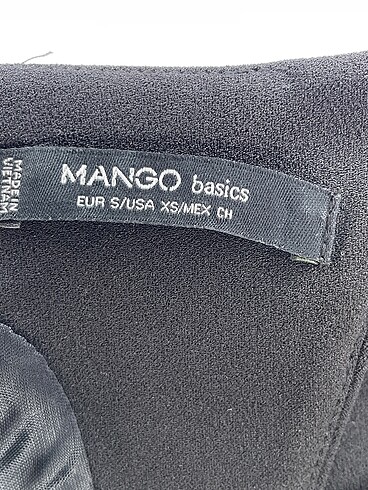 MANGO basics
EUR S/USA XS/MEX CH
MADE IN
VIETNAM